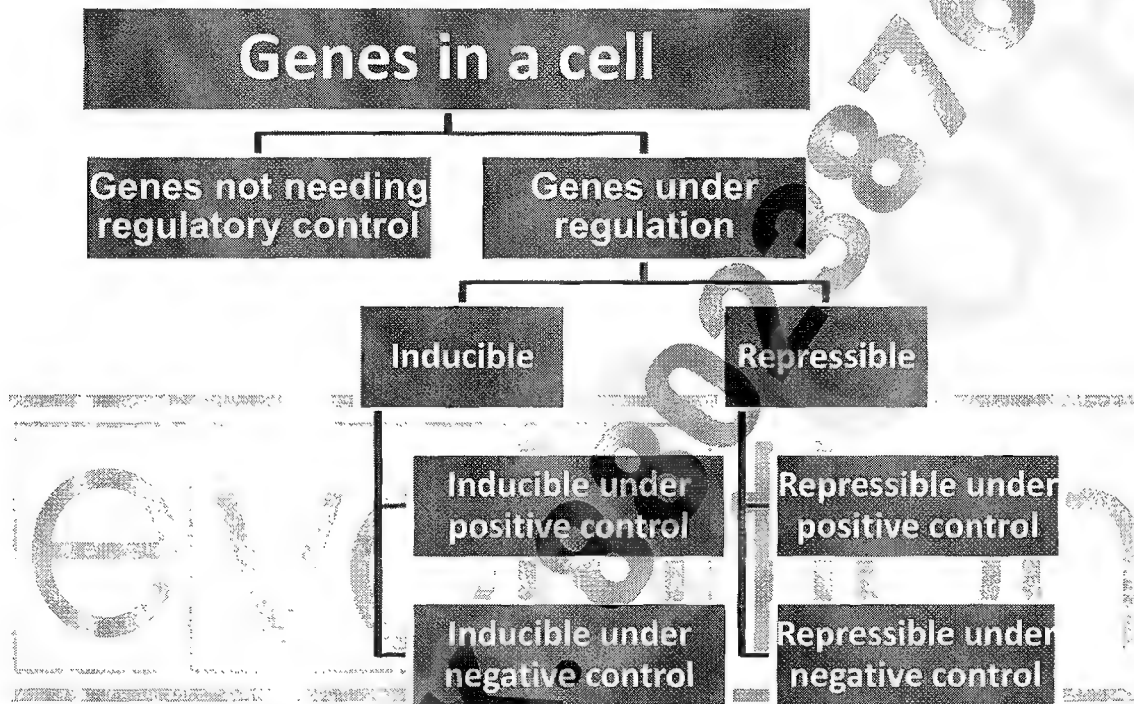 Genes in a cell
Genes not needing
regulatory control
Genes under
regulation
Inducible
Repressible
Inducible under
positive control
Repressible under
positive control
Inducible under
negative control
Repressible under
negative control